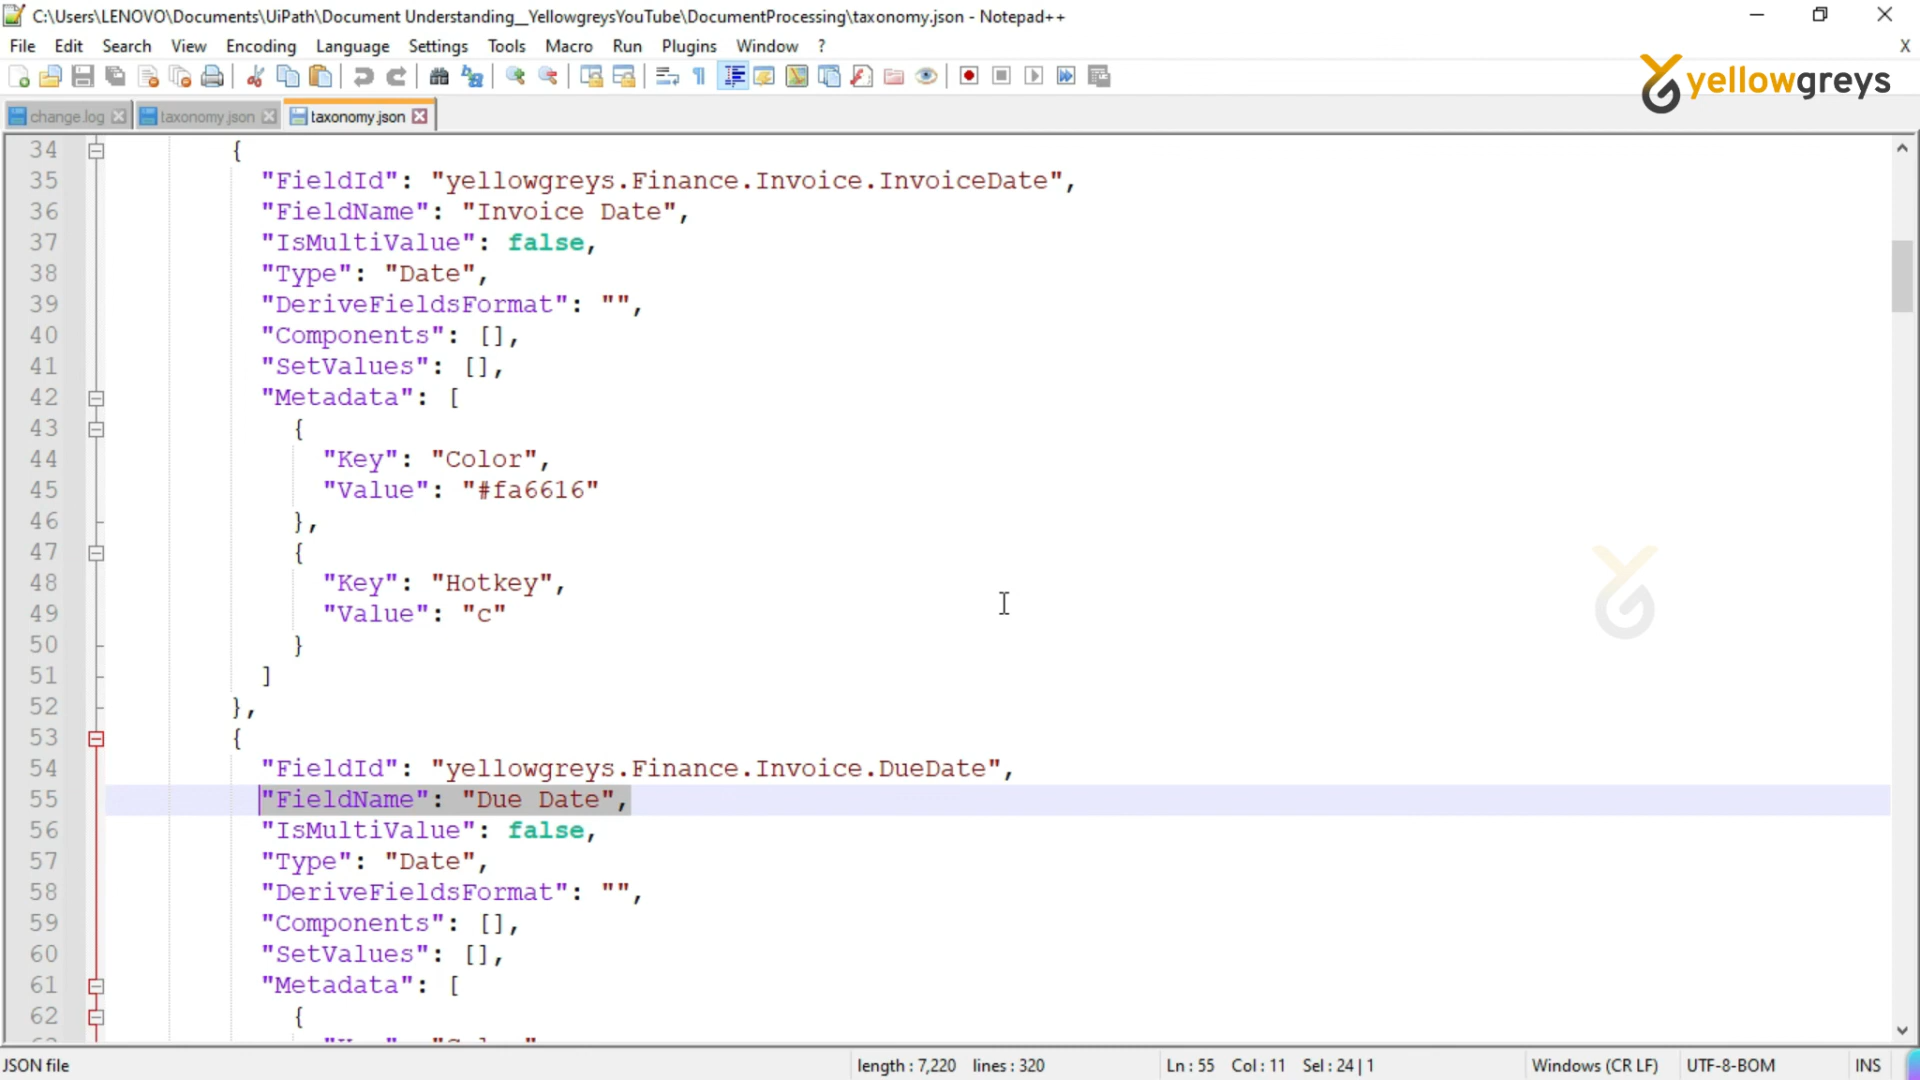 C:\Users\LENOVO\Documents\UiPath\Document Understanding_YellowgreysYouTube\DocumentProcessing\taxonomy.json - Notepad++
File Edit Search View Encoding Language Settings Tools Macro Run Plugins Window ? X
yellowgreys
change.log taxonomy.json taxonomy.json
34 {
35 "FieldId": "yellowgreys.Finance.Invoice.InvoiceDate",
36 "FieldName": "Invoice Date",
37 "IsMultiValue": false,
38 "Type": "Date",
39 "DeriveFieldsFormat": "",
40 "Components": [],
41 "SetValues": [],
42 "Metadata": [
43 {
44 "Key": "Color",
45 "Value": "#fa6616"
46 },
47 {
48 "Key": "Hotkey",
49 "Value": "c"
50 }
51 ]
52 },
53 {
54 "FieldId": "yellowgreys.Finance.Invoice.DueDate",
55 "FieldName": "Due Date",
56 "IsMultiValue": false,
57 "Type": "Date",
58 "DeriveFieldsFormat": "",
59 "Components": [],
60 "SetValues": [],
61 "Metadata": [
62 {
JSON file length : 7,220 lines : 320 Ln : 55 Col : 11 Sel : 24 | 1 Windows (CR LF) UTF-8-BOM INS